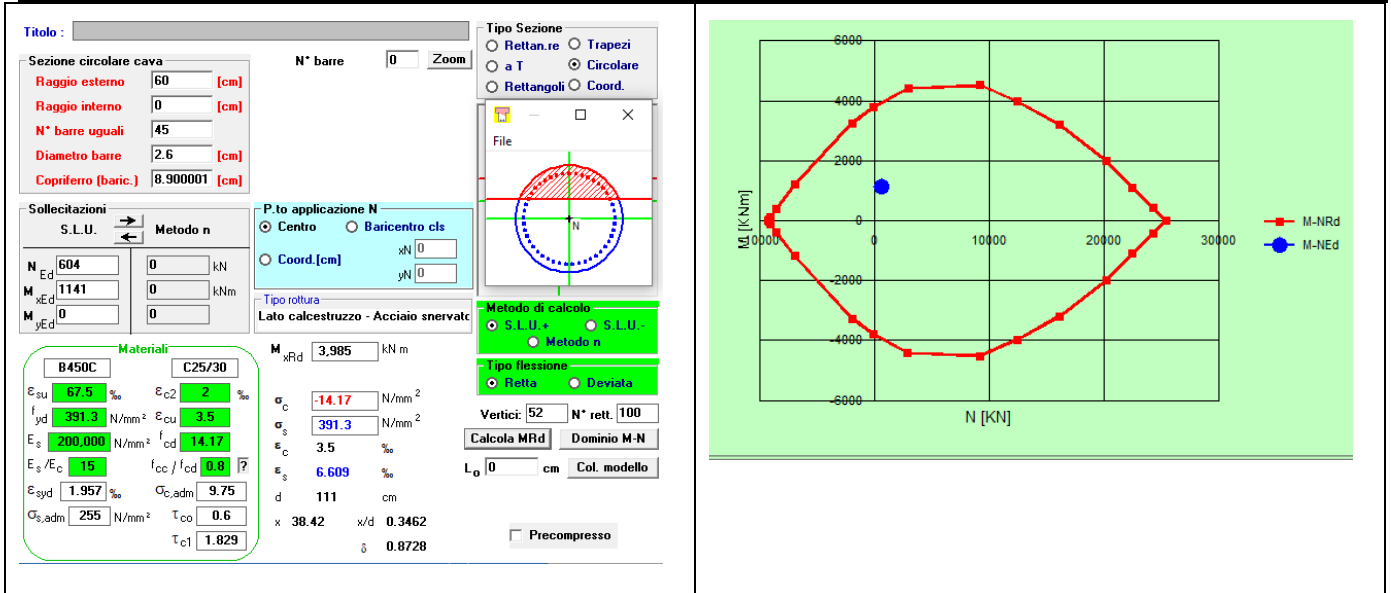 Titolo :
N° barre 0 Zoom
Tipo Sezione
Rettan.re Trapezi
a T Circolare
Rettangoli Coord.
Sezione circolare cava
Raggio esterno 60 [cm]
Raggio interno 0 [cm]
N° barre uguali 45
Diametro barre 2.6 [cm]
Copriferro (baric.) 8.900001 [cm]
File
N
Sollecitazioni
S.L.U. Metodo n
N Ed 604 0 kN
M xEd 1141 0 kNm
M yEd 0 0
P.to applicazione N
Centro Baricentro cls
Coord.[cm]
xN 0
yN 0
Tipo rottura
Lato calcestruzzo - Acciaio snervato
Materiali
B450C C25/30
εsu 67.5 ‰ εc2 2 ‰
fyd 391.3 N/mm² εcu 3.5
Es 200,000 N/mm² fcd 14.17
Es /Ec 15 fcc / fcd 0.8 ?
εsyd 1.957 ‰ σc,adm 9.75
σs,adm 255 N/mm² τco 0.6
τc1 1.829
M xRd 3,985 kN m
σc -14.17 N/mm²
σs 391.3 N/mm²
εc 3.5 ‰
εs 6.609 ‰
d 111 cm
x 38.42 x/d 0.3462
δ 0.8728
Metodo di calcolo
S.L.U.+ S.L.U.-
Metodo n
Tipo flessione
Retta Deviata
Vertici: 52 N° rett. 100
Calcola MRd Dominio M-N
Lo 0 cm Col. modello
Precompresso
6000
4000
2000
0
-2000
-4000
-6000
M [KNm]
10000 0 10000 20000 30000
N [KN]
M-NRd
M-NEd